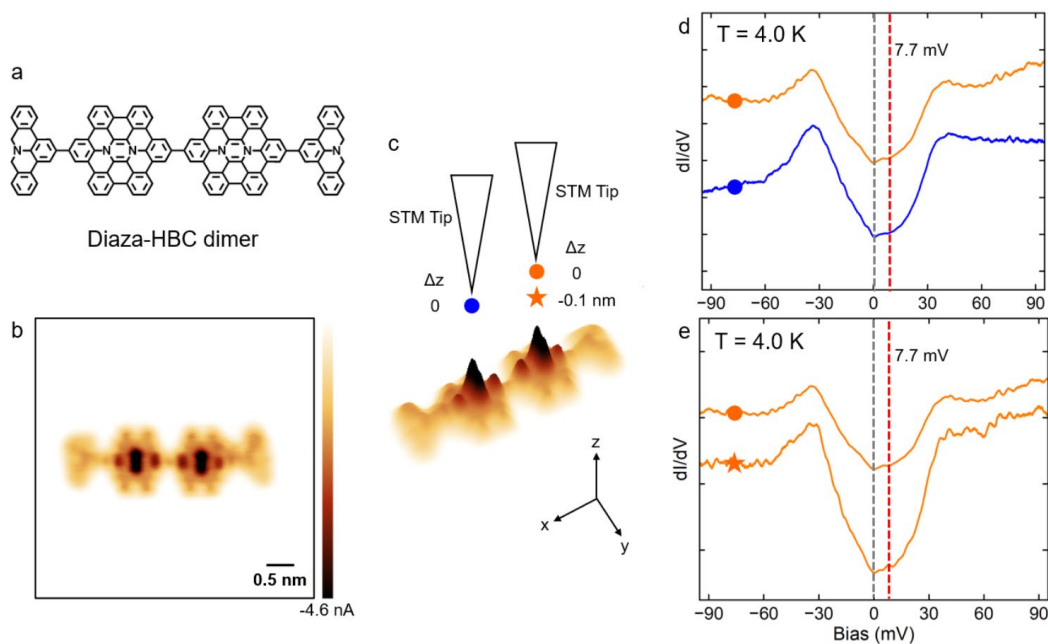 a
N
N
N
N
N
N
Diaza-HBC dimer
b
0.5 nm
-4.6 nA
c
STM Tip
STM Tip
Δz
0
-0.1 nm
Δz
0
z
x
y
d
T = 4.0 K
7.7 mV
dI/dV
-90 -60 -30 0 30 60 90
e
T = 4.0 K
7.7 mV
dI/dV
-90 -60 -30 0 30 60 90
Bias (mV)